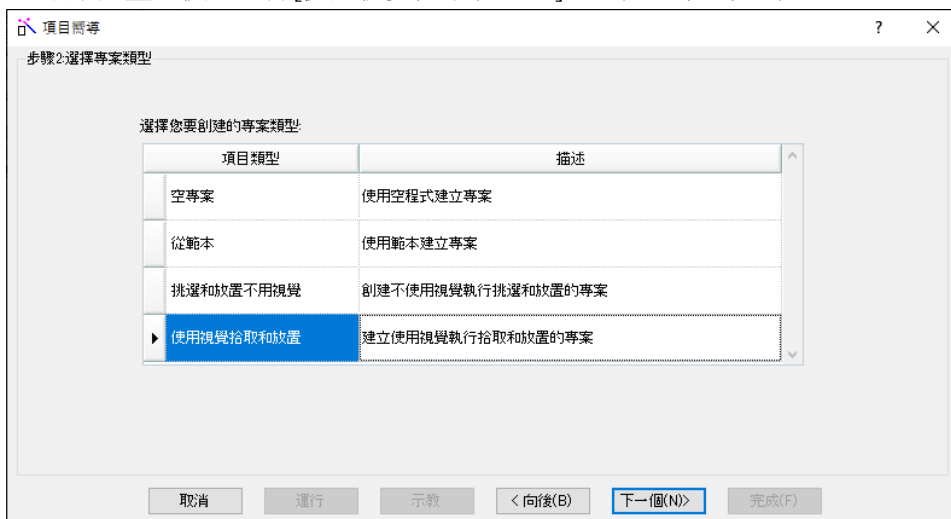 項目嚮導
?
步驟2:選擇專案類型
選擇您要創建的專案類型:
項目類型 描述
空專案 使用空程式建立專案
從範本 使用範本建立專案
挑選和放置不用視覺 創建不使用視覺執行挑選和放置的專案
使用視覺拾取和放置 建立使用視覺執行拾取和放置的專案
取消 運行 示教 < 向後(B) 下一個(N)> 完成(F)